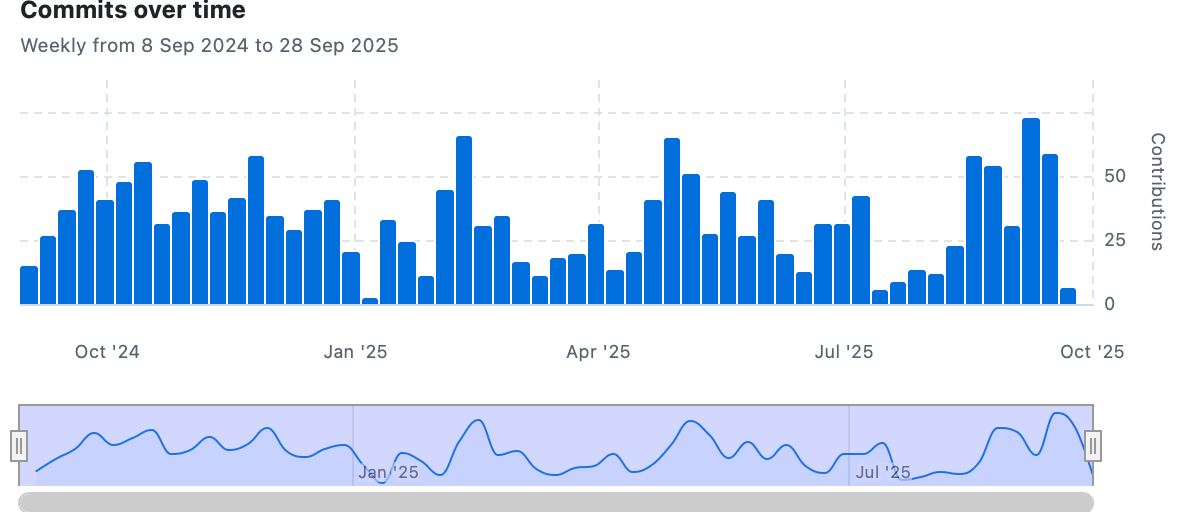 Commits over time
Weekly from 8 Sep 2024 to 28 Sep 2025
50
25
0
Contributions
Oct '24
Jan '25
Apr '25
Jul '25
Oct '25
Jan '25
Jul '25